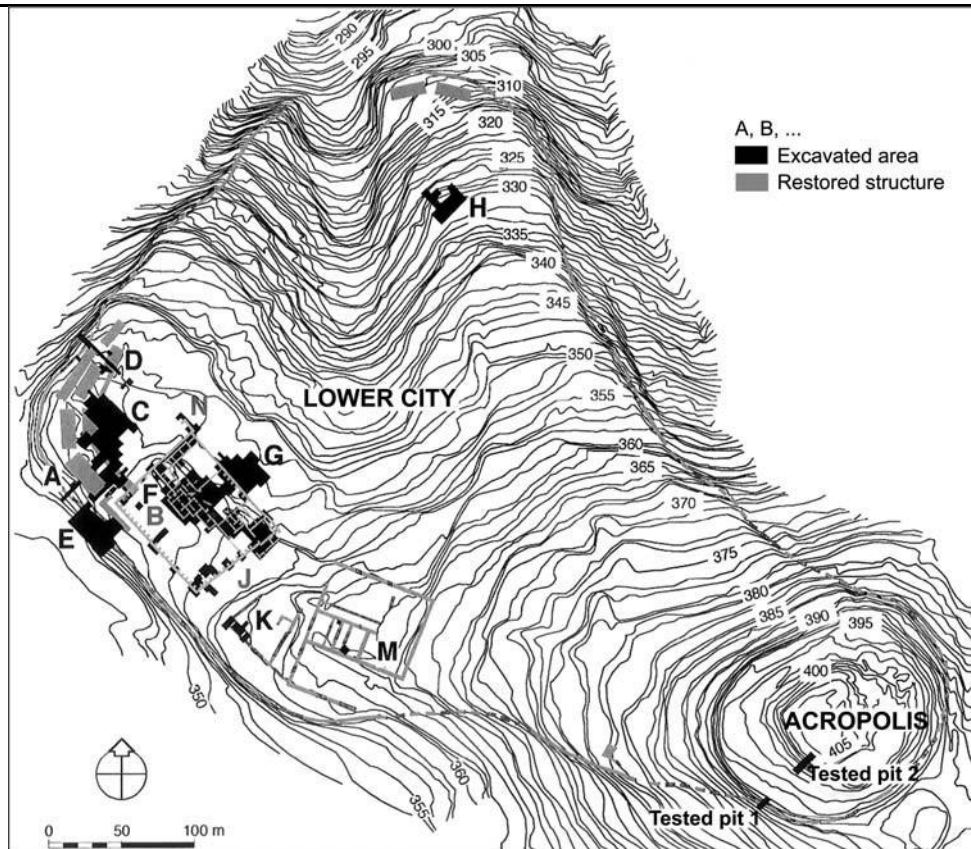 290
295
300
305
310
315
320
325
330
335
340
345
350
355
360
365
370
375
380
385
390
395
400
405
A, B, ...
Excavated area
Restored structure
H
D
C
LOWER CITY
N
A
G
F
B
E
J
K
M
350
ACROPOLIS
Tested pit 2
Tested pit 1
360
355
0 50 100 m